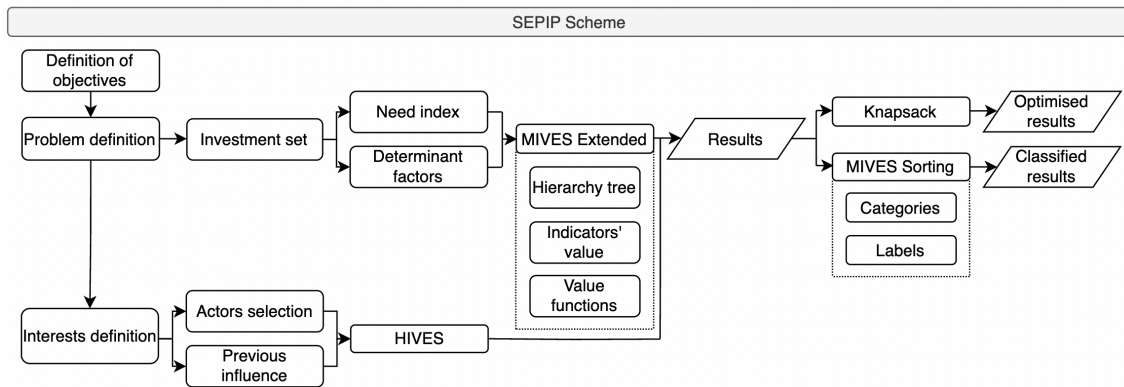 SEPIP Scheme
Definition of
objectives
Problem definition
Investment set
Need index
Determinant
factors
MIVES Extended
Hierarchy tree
Indicators'
value
Value
functions
Results
Knapsack
Optimised
results
MIVES Sorting
Classified
results
Categories
Labels
Interests definition
Actors selection
Previous
influence
HIVES